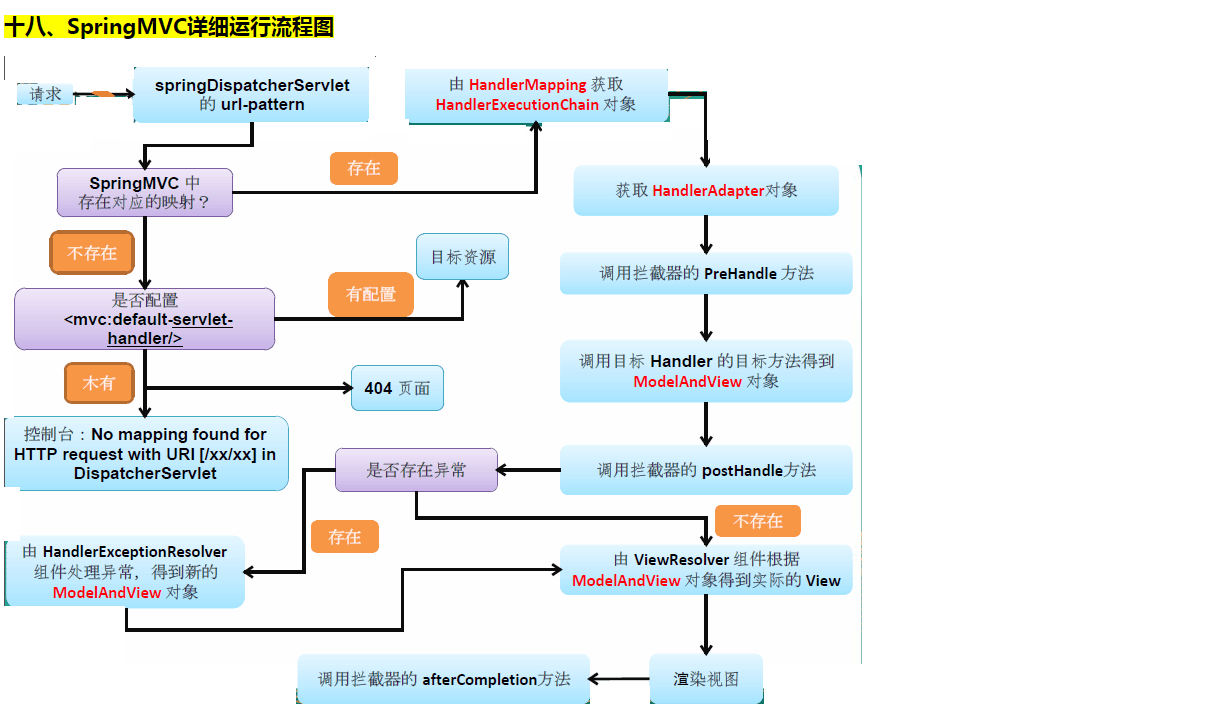 十八、SpringMVC详细运行流程图
请求
springDispatcherServlet
的 url-pattern
由 HandlerMapping 获取
HandlerExecutionChain 对象
存在
SpringMVC 中
存在对应的映射？
获取 HandlerAdapter对象
不存在
目标资源
调用拦截器的 PreHandle 方法
有配置
是否配置
<mvc:default-servlet-
handler/>
调用目标 Handler 的目标方法得到
ModelAndView 对象
木有
404 页面
控制台：No mapping found for
HTTP request with URI [/xx/xx] in
DispatcherServlet
是否存在异常
调用拦截器的 postHandle方法
不存在
存在
由 HandlerExceptionResolver
组件处理异常，得到新的
ModelAndView 对象
由 ViewResolver 组件根据
ModelAndView 对象得到实际的 View
调用拦截器的 afterCompletion方法
渲染视图